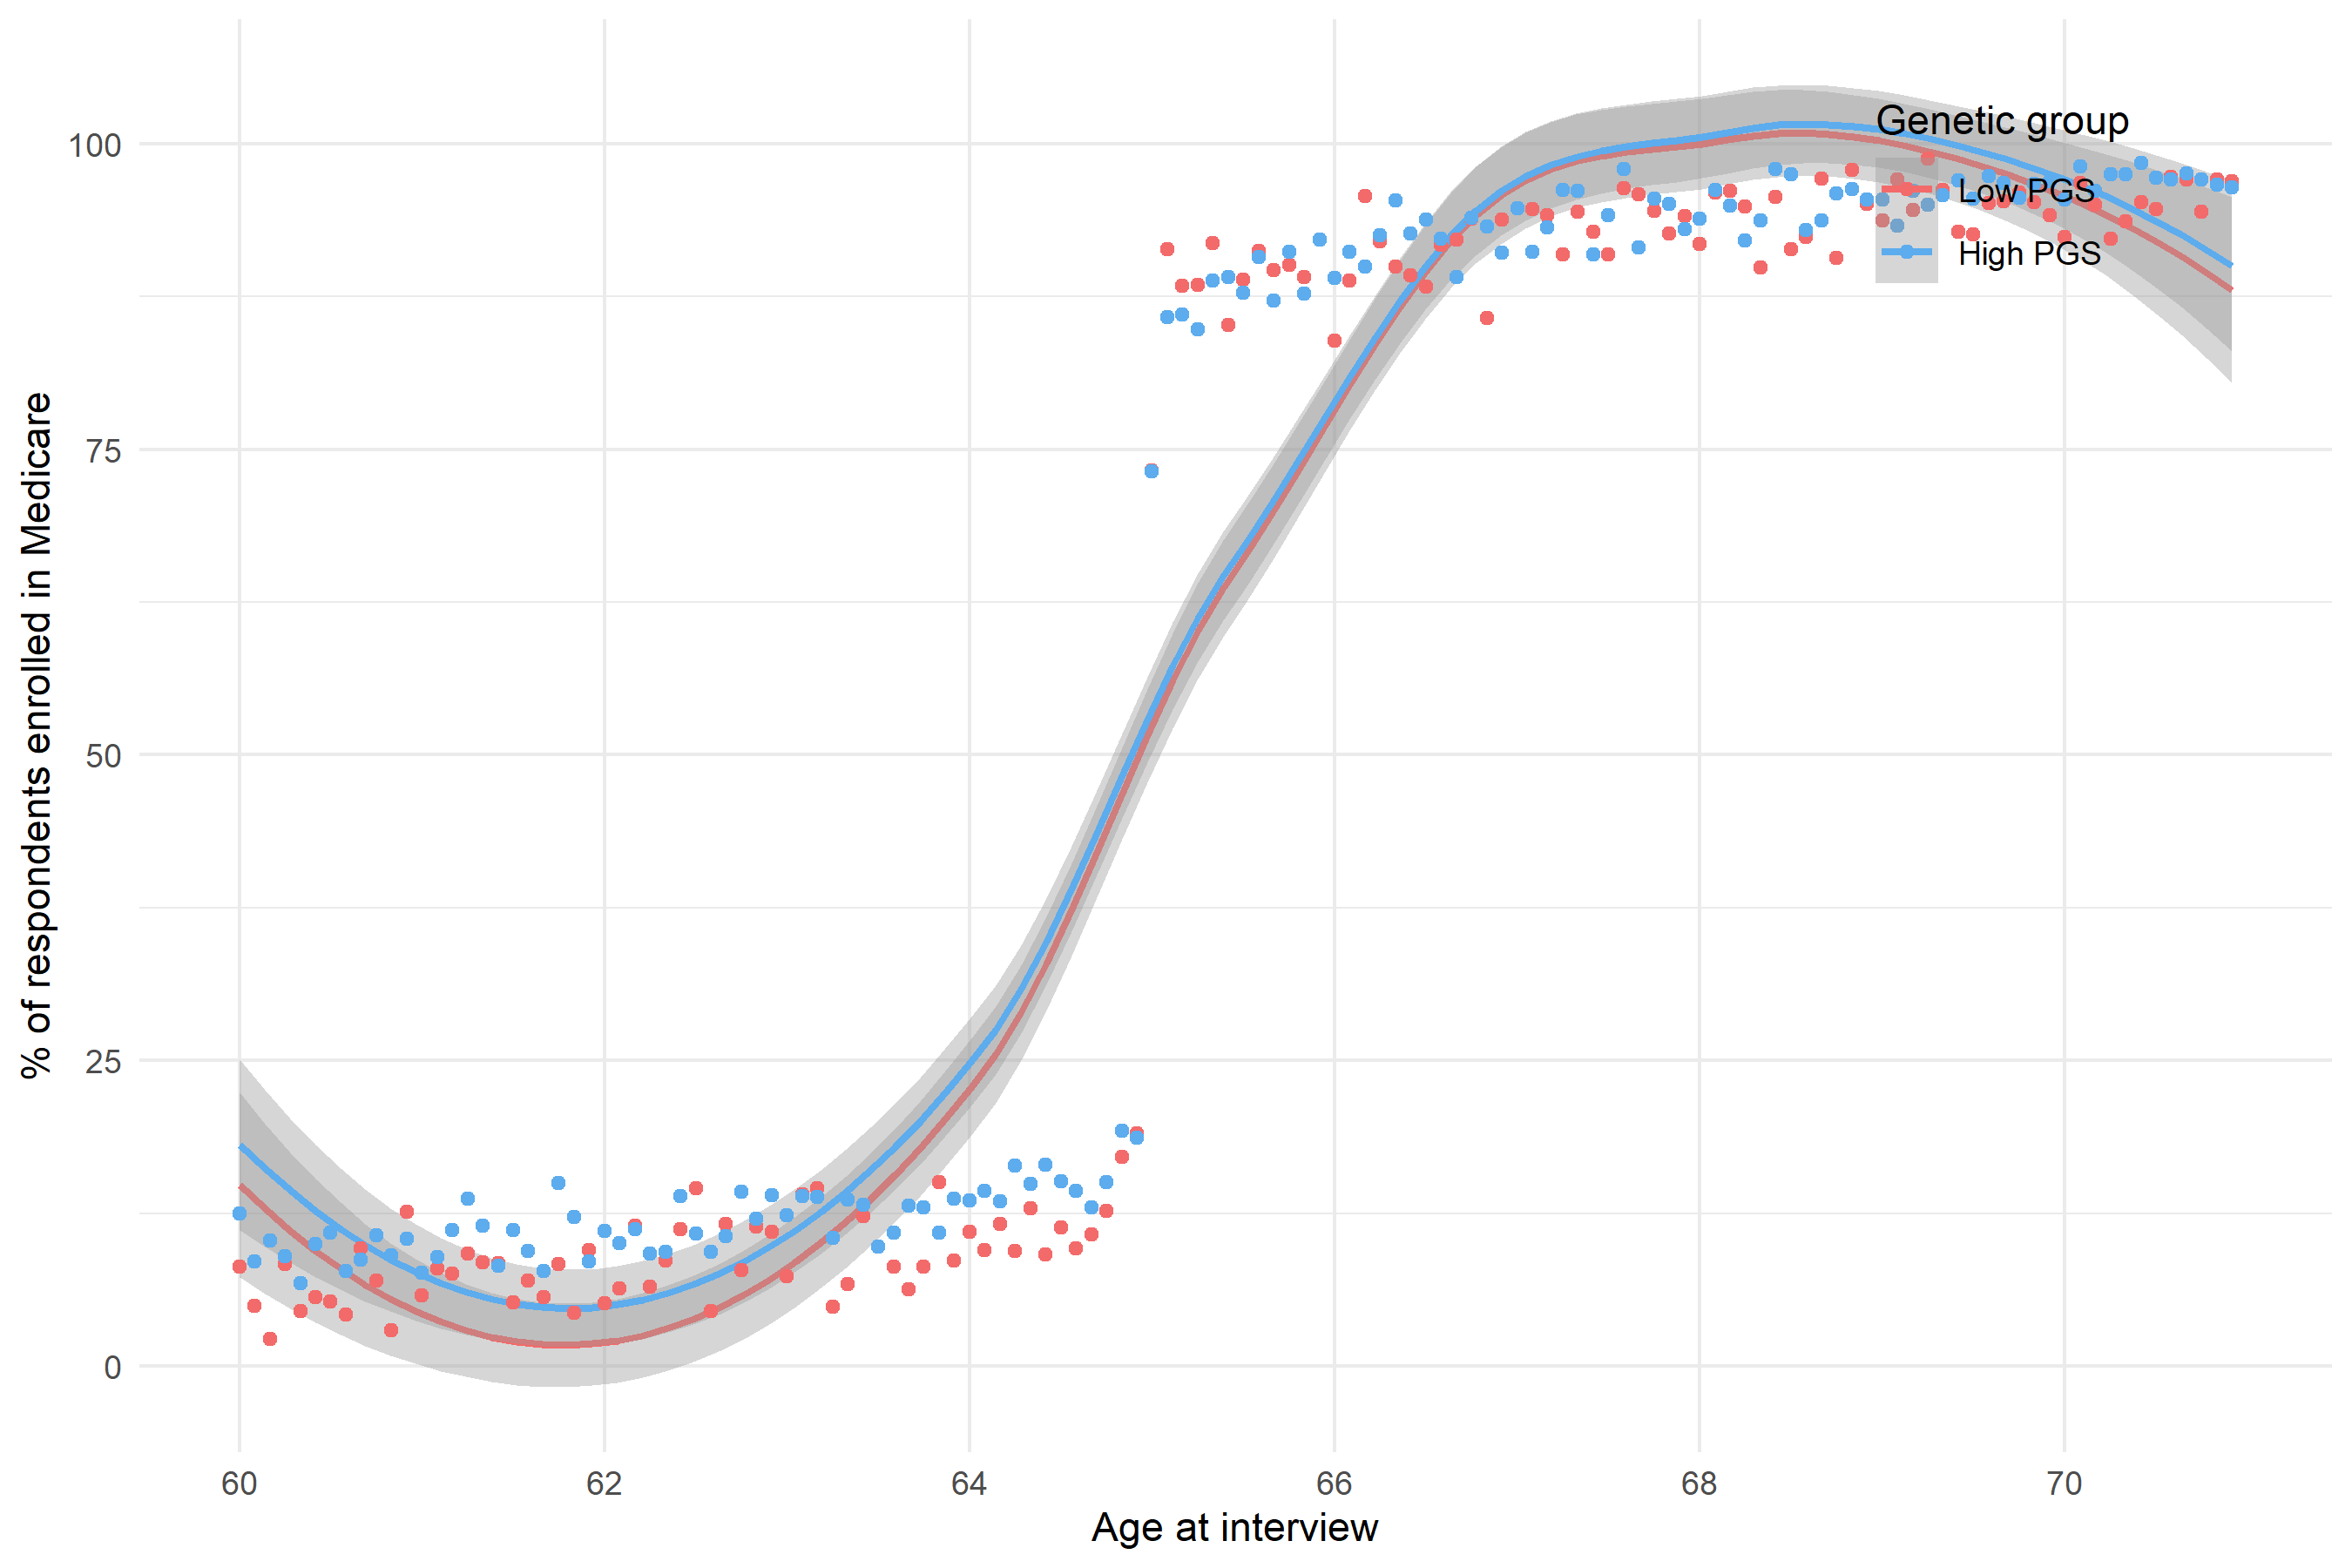 Genetic group
Low PGS
High PGS
100
75
50
25
0
% of respondents enrolled in Medicare
60 62 64 66 68 70
Age at interview